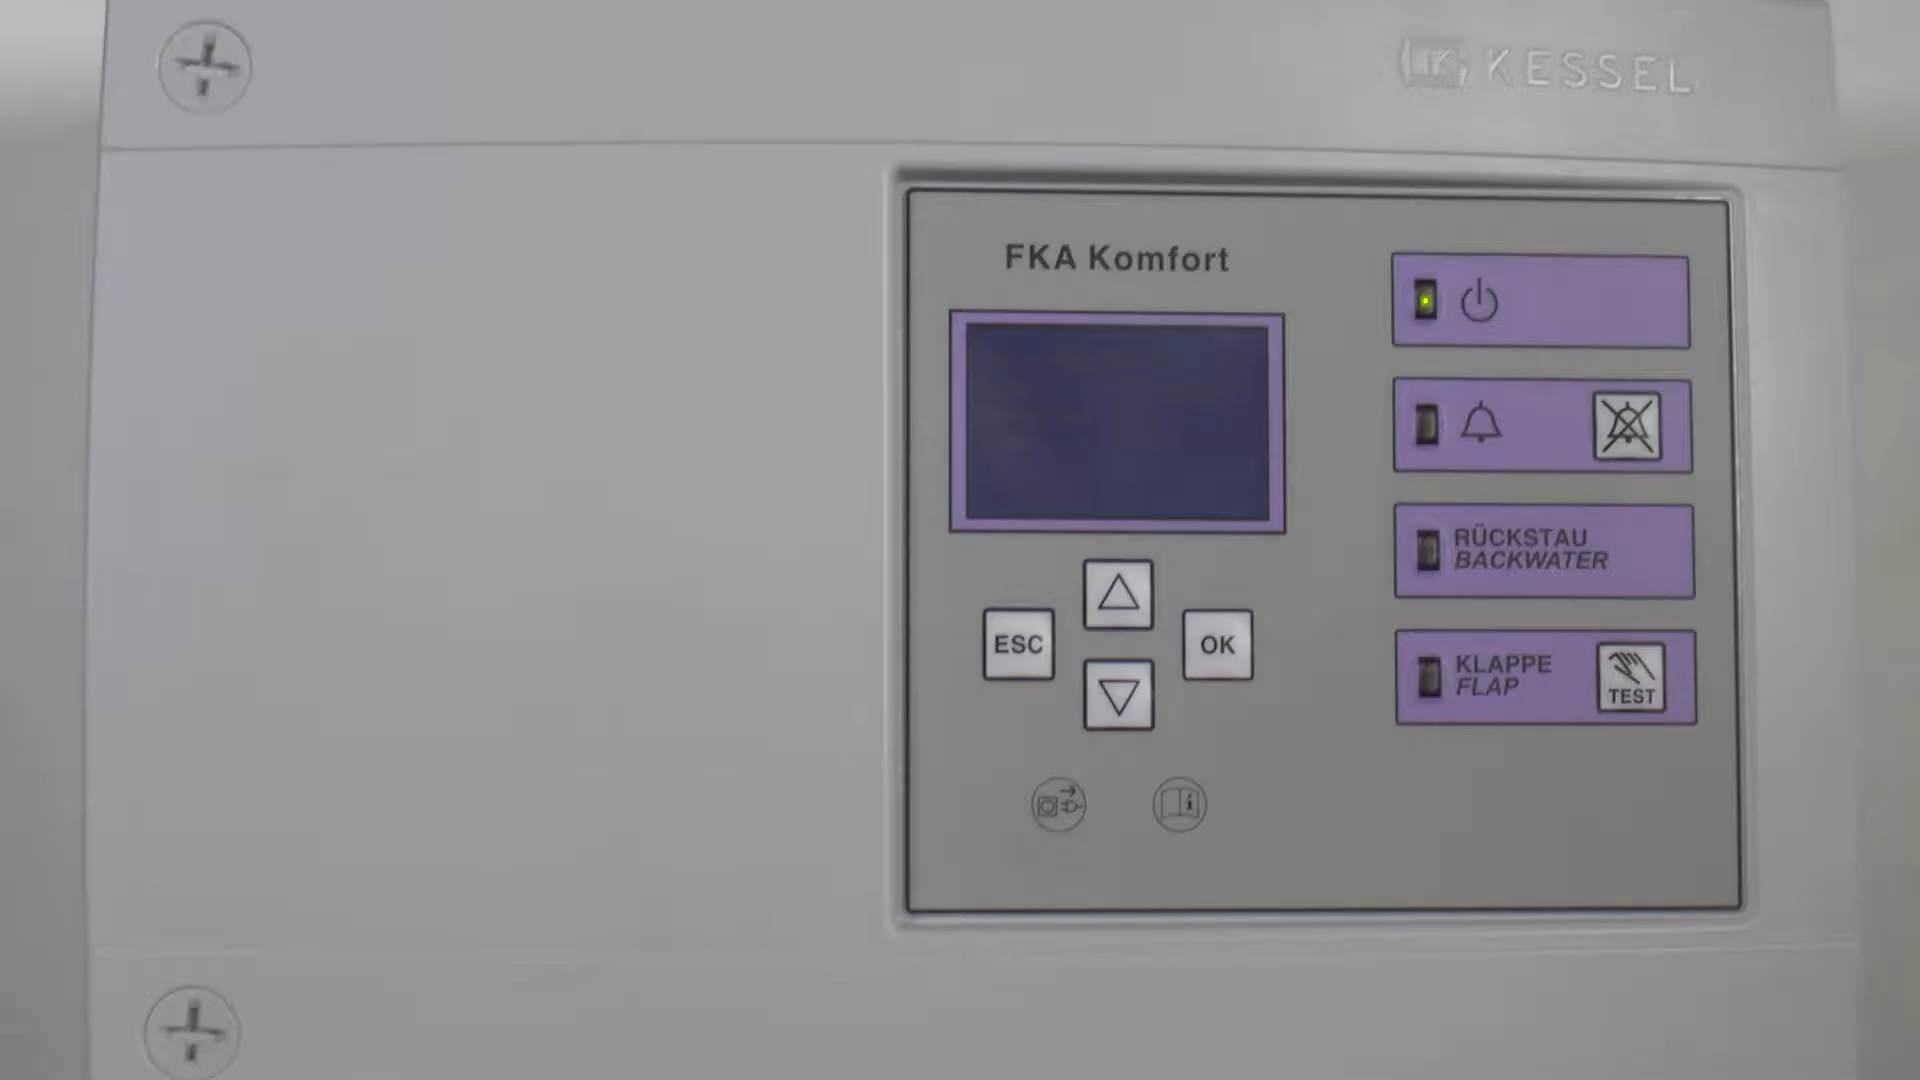 KESSEL
FKA Komfort
RÜCKSTAU
BACKWATER
ESC
OK
KLAPPE
FLAP
TEST